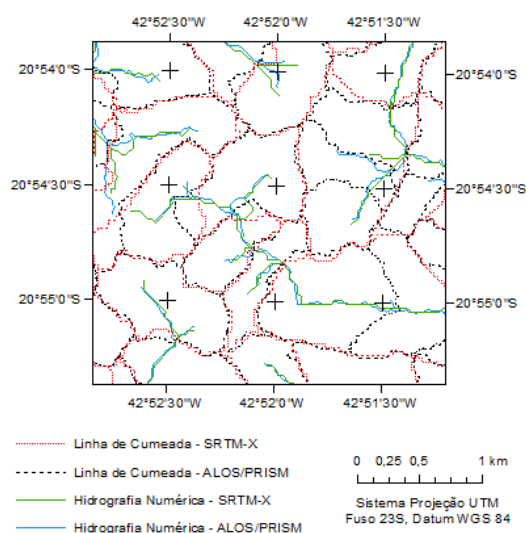 42°52'30"W 42°52'0"W 42°51'30"W
20°54'0"S 20°54'0"S
20°54'30"S 20°54'30"S
20°55'0"S 20°55'0"S
42°52'30"W 42°52'0"W 42°51'30"W
Linha de Cumeada - SRTM-X
Linha de Cumeada - ALOS/PRISM
Hidrografia Numérica - SRTM-X
Hidrografia Numérica - ALOS/PRISM
0 0,25 0,5 1 km
Sistema Projeção UTM
Fuso 23S, Datum WGS 84